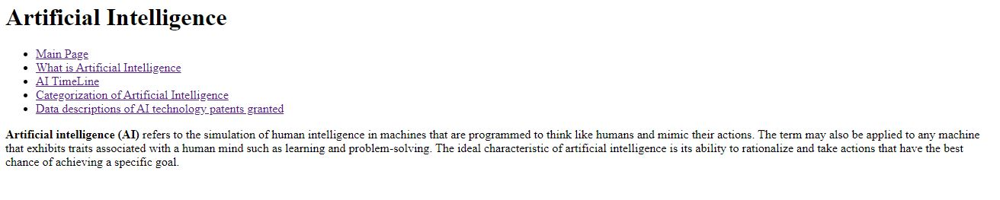 Artificial Intelligence
Main Page
What is Artificial Intelligence
AI TimeLine
Categorization of Artificial Intelligence
Data descriptions of AI technology patents granted
Artificial intelligence (AI) refers to the simulation of human intelligence in machines that are programmed to think like humans and mimic their actions. The term may also be applied to any machine
that exhibits traits associated with a human mind such as learning and problem-solving. The ideal characteristic of artificial intelligence is its ability to rationalize and take actions that have the best
chance of achieving a specific goal.